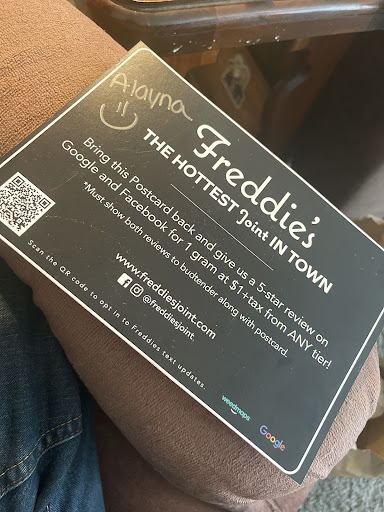 Alayna
Freddie's
THE HOTTEST Joint IN TOWN
Bring this Postcard back and give us a 5-star review on
Google and Facebook for 1 gram at $7+tax from ANY tier!
*Must show both reviews to budtender along with postcard.
www.freddiesjoint.com
@freddiesjoint
Scan the QR code to opt in to Freddies text updates.
weedmaps
Google